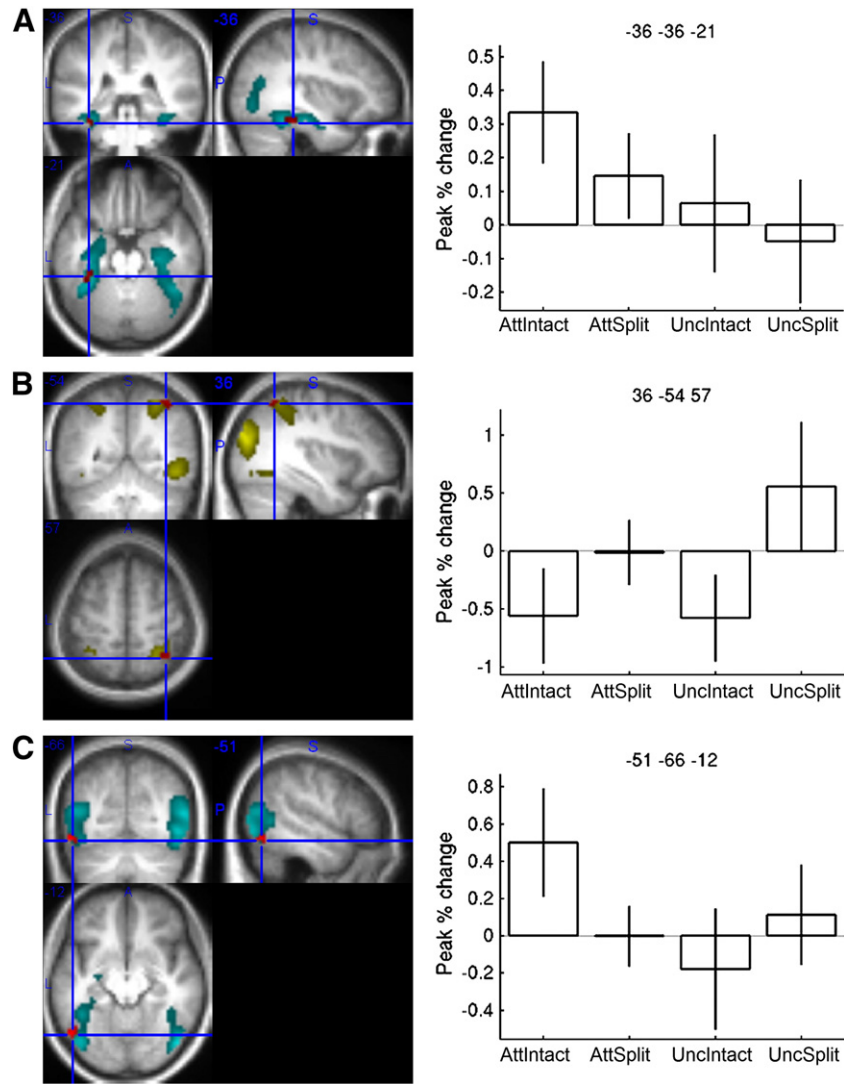 A
-36
S
-36
S
L
P
-21
A
L
-36 -36 -21
Peak % change
0.5
0.4
0.3
0.2
0.1
0
-0.1
-0.2
AttIntact AttSplit UncIntact UncSplit
B
-54
S
36
S
L
P
57
A
L
36 -54 57
Peak % change
1
0.5
0
-0.5
-1
AttIntact AttSplit UncIntact UncSplit
C
-66
S
-51
S
L
P
-12
A
L
-51 -66 -12
Peak % change
0.8
0.6
0.4
0.2
0
-0.2
-0.4
AttIntact AttSplit UncIntact UncSplit